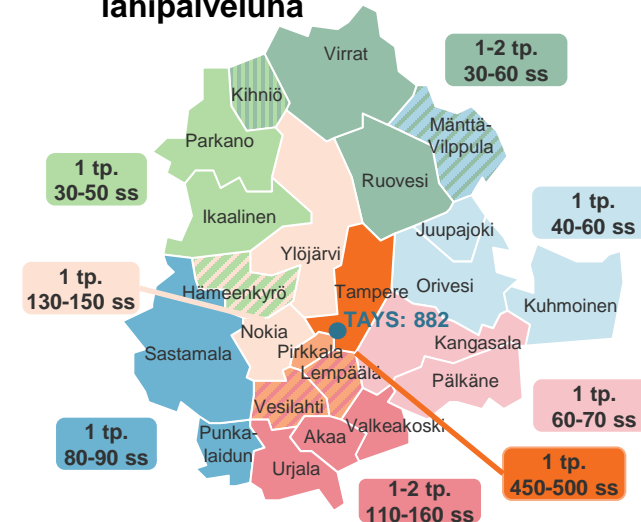 lähipalveluna
Virrat
1-2 tp.
30-60 ss
Kihniö
Mänttä-
Vilppula
Parkano
1 tp.
30-50 ss
Ruovesi
Ikaalinen
1 tp.
40-60 ss
Juupajoki
Ylöjärvi
1 tp.
130-150 ss
Hämeenkyrö
Tampere
Orivesi
Kuhmoinen
TAYS: 882
Nokia
Kangasala
Sastamala
Pirkkala
Lempäälä
Pälkäne
Vesilahti
1 tp.
60-70 ss
1 tp.
80-90 ss
Punka-
laidun
Akaa
Valkeakoski
Urjala
1 tp.
450-500 ss
1-2 tp.
110-160 ss